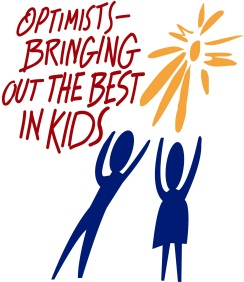 OPTIMISTS-
BRINGING
OUT THE BEST
IN KIDS